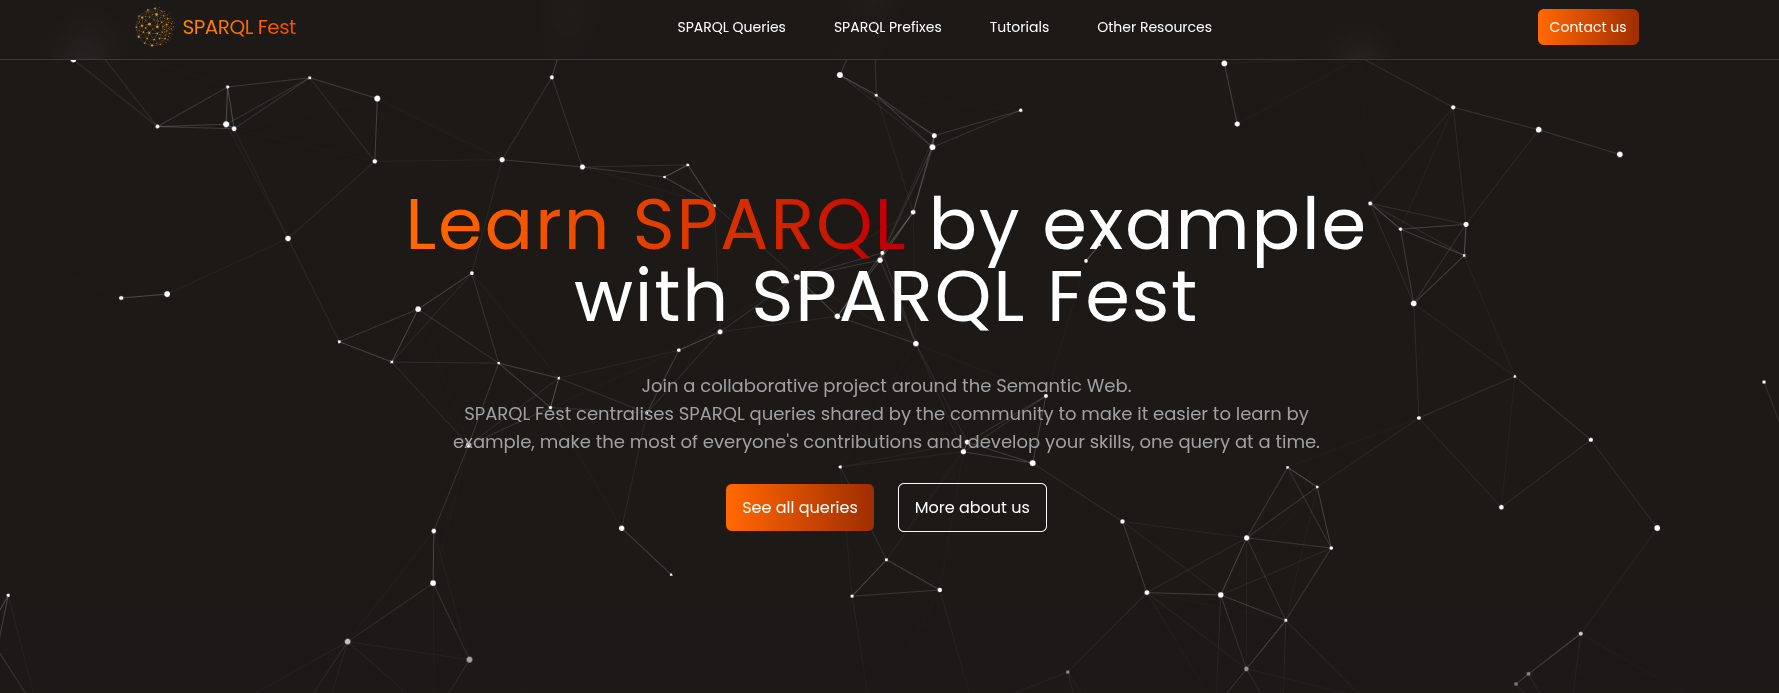 SPARQL Fest
SPARQL Queries
SPARQL Prefixes
Tutorials
Other Resources
Contact us
Learn SPARQL by example
with SPARQL Fest
Join a collaborative project around the Semantic Web.
SPARQL Fest centralises SPARQL queries shared by the community to make it easier to learn by
example, make the most of everyone's contributions and develop your skills, one query at a time.
See all queries
More about us